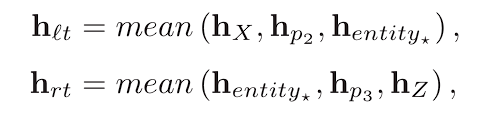 h_{ℓt} = mean (h_X, h_{p_2}, h_{entity_⋆}),
h_{rt} = mean (h_{entity_⋆}, h_{p_3}, h_Z),